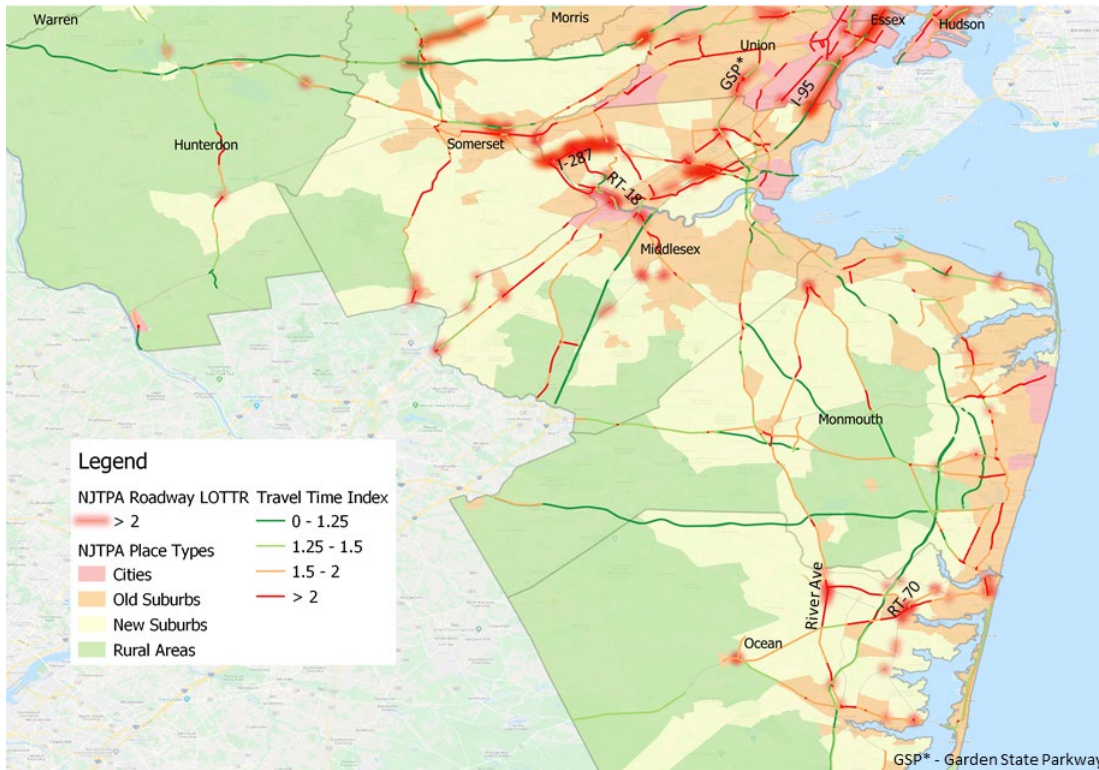 Warren
Morris
Essex
Hudson
Union
GSP*
I-95
Hunterdon
Somerset
I-287
RT-18
Middlesex
Monmouth
Legend
NJTPA Roadway LOTTR
> 2
NJTPA Place Types
Cities
Old Suburbs
New Suburbs
Rural Areas
Travel Time Index
0 - 1.25
1.25 - 1.5
1.5 - 2
> 2
River Ave
RT-70
Ocean
GSP* - Garden State Parkway